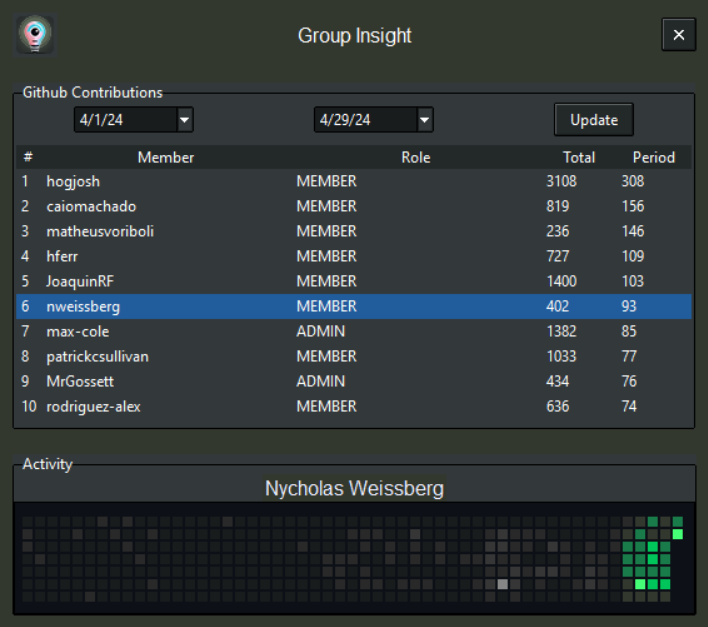 Group Insight
×
Github Contributions
4/1/24 4/29/24 Update
# Member Role Total Period
1 hogjosh MEMBER 3108 308
2 caiomachado MEMBER 819 156
3 matheusvoriboli MEMBER 236 146
4 hferr MEMBER 727 109
5 JoaquinRF MEMBER 1400 103
6 nweissberg MEMBER 402 93
7 max-cole ADMIN 1382 85
8 patrickcsullivan MEMBER 1033 77
9 MrGossett ADMIN 434 76
10 rodriguez-alex MEMBER 636 74
Activity
Nycholas Weissberg